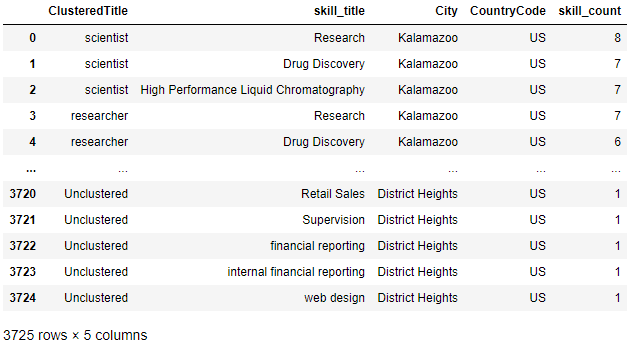 ClusteredTitle skill_title City CountryCode skill_count
0 scientist Research Kalamazoo US 8
1 scientist Drug Discovery Kalamazoo US 7
2 scientist High Performance Liquid Chromatography Kalamazoo US 7
3 researcher Research Kalamazoo US 7
4 researcher Drug Discovery Kalamazoo US 6
... ... ... ... ... ...
3720 Unclustered Retail Sales District Heights US 1
3721 Unclustered Supervision District Heights US 1
3722 Unclustered financial reporting District Heights US 1
3723 Unclustered internal financial reporting District Heights US 1
3724 Unclustered web design District Heights US 1
3725 rows × 5 columns